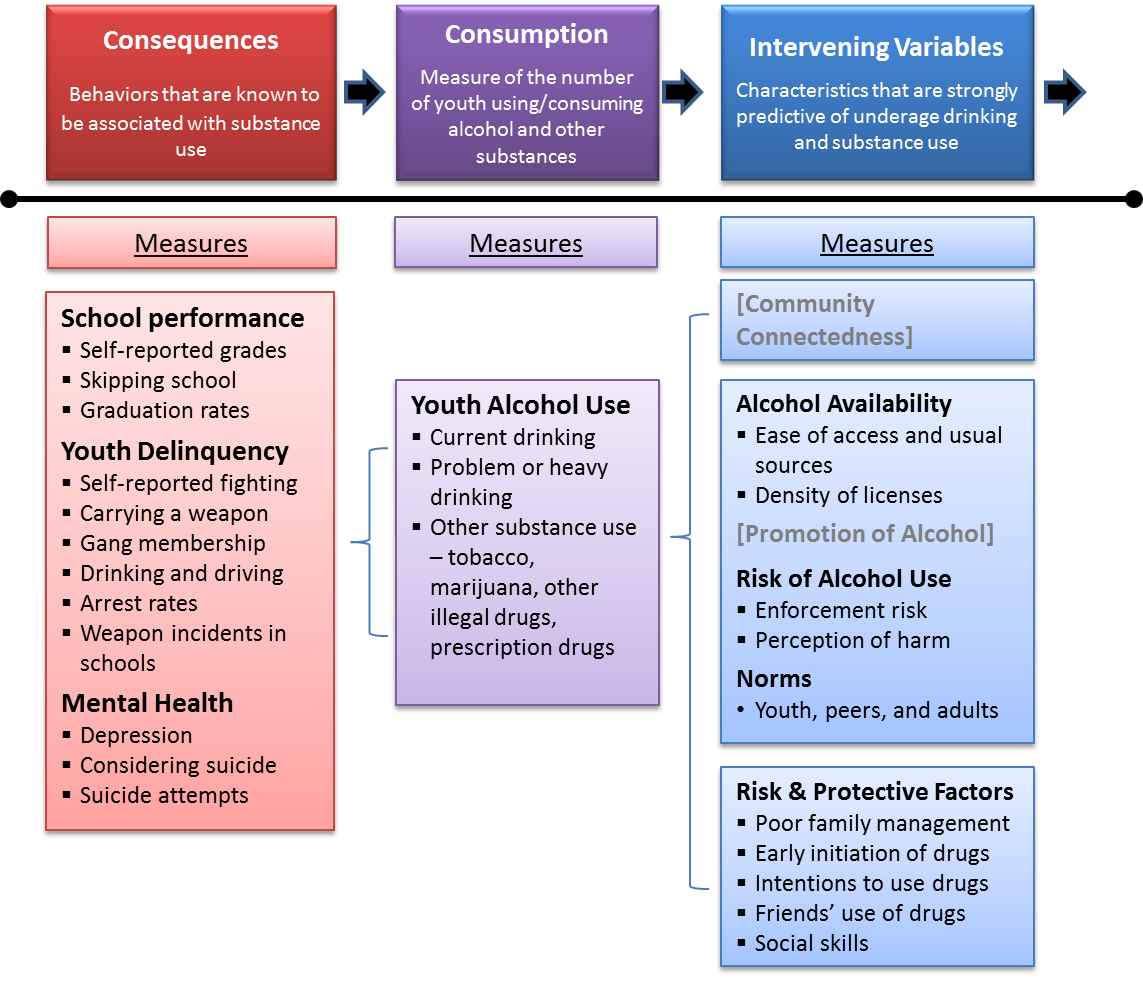 Consequences
Behaviors that are known to
be associated with substance
use
Consumption
Measure of the number
of youth using/consuming
alcohol and other
substances
Intervening Variables
Characteristics that are strongly
predictive of underage drinking
and substance use
Measures
School performance
▪ Self-reported grades
▪ Skipping school
▪ Graduation rates
Youth Delinquency
▪ Self-reported fighting
▪ Carrying a weapon
▪ Gang membership
▪ Drinking and driving
▪ Arrest rates
▪ Weapon incidents in
schools
Mental Health
▪ Depression
▪ Considering suicide
▪ Suicide attempts
Measures
Youth Alcohol Use
▪ Current drinking
▪ Problem or heavy
drinking
▪ Other substance use
– tobacco,
marijuana, other
illegal drugs,
prescription drugs
Measures
[Community
Connectedness]
Alcohol Availability
▪ Ease of access and usual
sources
▪ Density of licenses
[Promotion of Alcohol]
Risk of Alcohol Use
▪ Enforcement risk
▪ Perception of harm
Norms
• Youth, peers, and adults
Risk & Protective Factors
▪ Poor family management
▪ Early initiation of drugs
▪ Intentions to use drugs
▪ Friends’ use of drugs
▪ Social skills